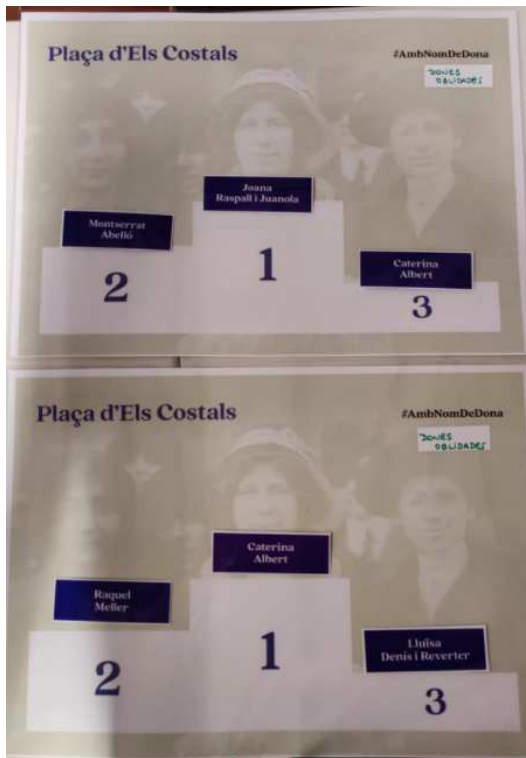 Plaça d'Els Costals
#AmbNomDeDona
DONES
OBLIDADES
Joana
Raspall i Juanola
Montserrat
Abelló
Caterina
Albert
1
2
3
Plaça d'Els Costals
#AmbNomDeDona
DONES
OBLIDADES
Caterina
Albert
Raquel
Meller
Lluïsa
Denis i Reverter
1
2
3